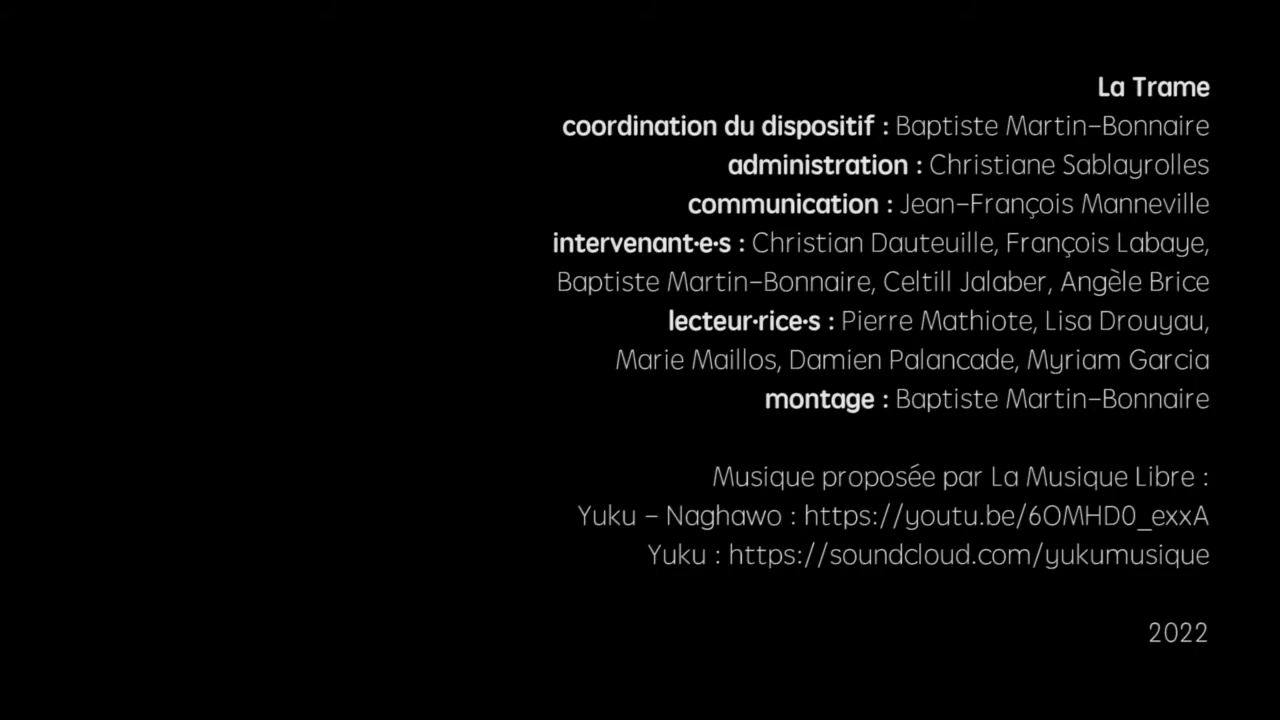 La Trame
coordination du dispositif : Baptiste Martin-Bonnaire
administration : Christiane Sablayrolles
communication : Jean-François Manneville
intervenant·e·s : Christian Dauteuille, François Labaye,
Baptiste Martin-Bonnaire, Celtill Jalaber, Angèle Brice
lecteur·rice·s : Pierre Mathiote, Lisa Drouyau,
Marie Maillos, Damien Palancade, Myriam Garcia
montage : Baptiste Martin-Bonnaire
Musique proposée par La Musique Libre :
Yuku - Naghawo : https://youtu.be/6OMHD0_exxA
Yuku : https://soundcloud.com/yukumusique
2022